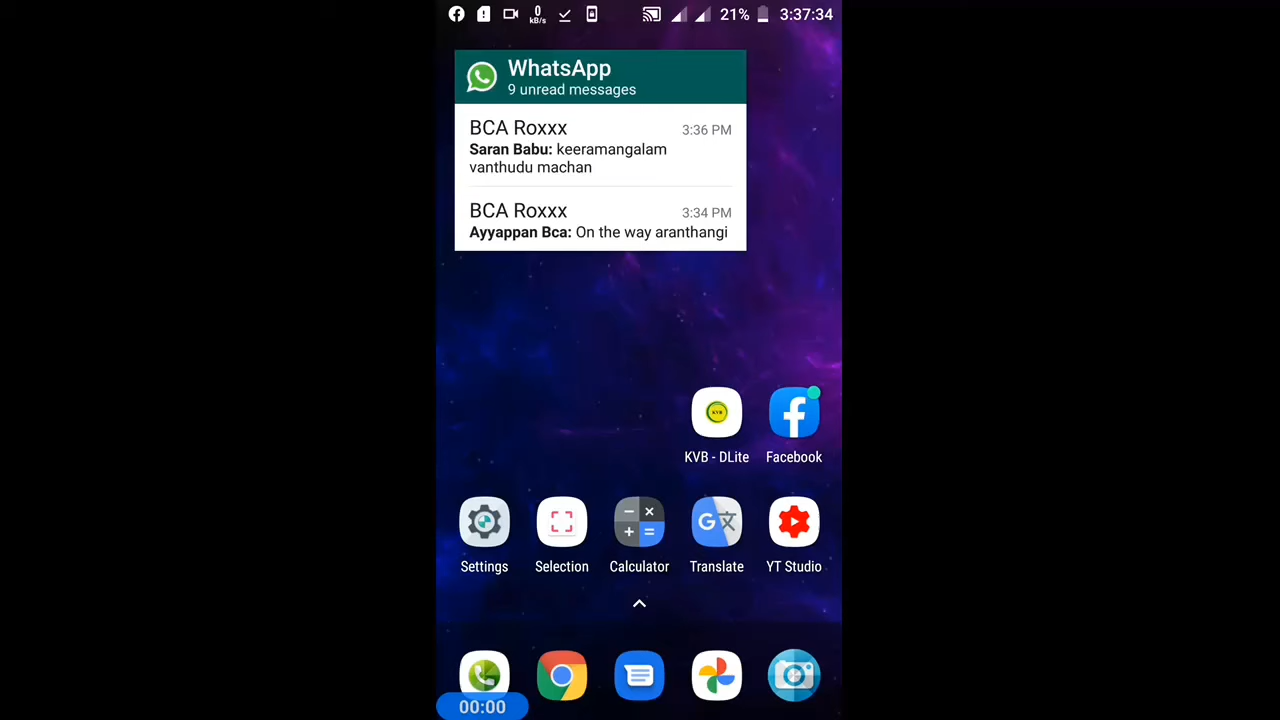 0 kB/s 21% 3:37:34
WhatsApp
9 unread messages
BCA Roxxx 3:36 PM
Saran Babu: keeramangalam
vanthudu machan
BCA Roxxx 3:34 PM
Ayyappan Bca: On the way aranthangi
KVB
KVB - DLite Facebook
Settings Selection Calculator Translate YT Studio
00:00